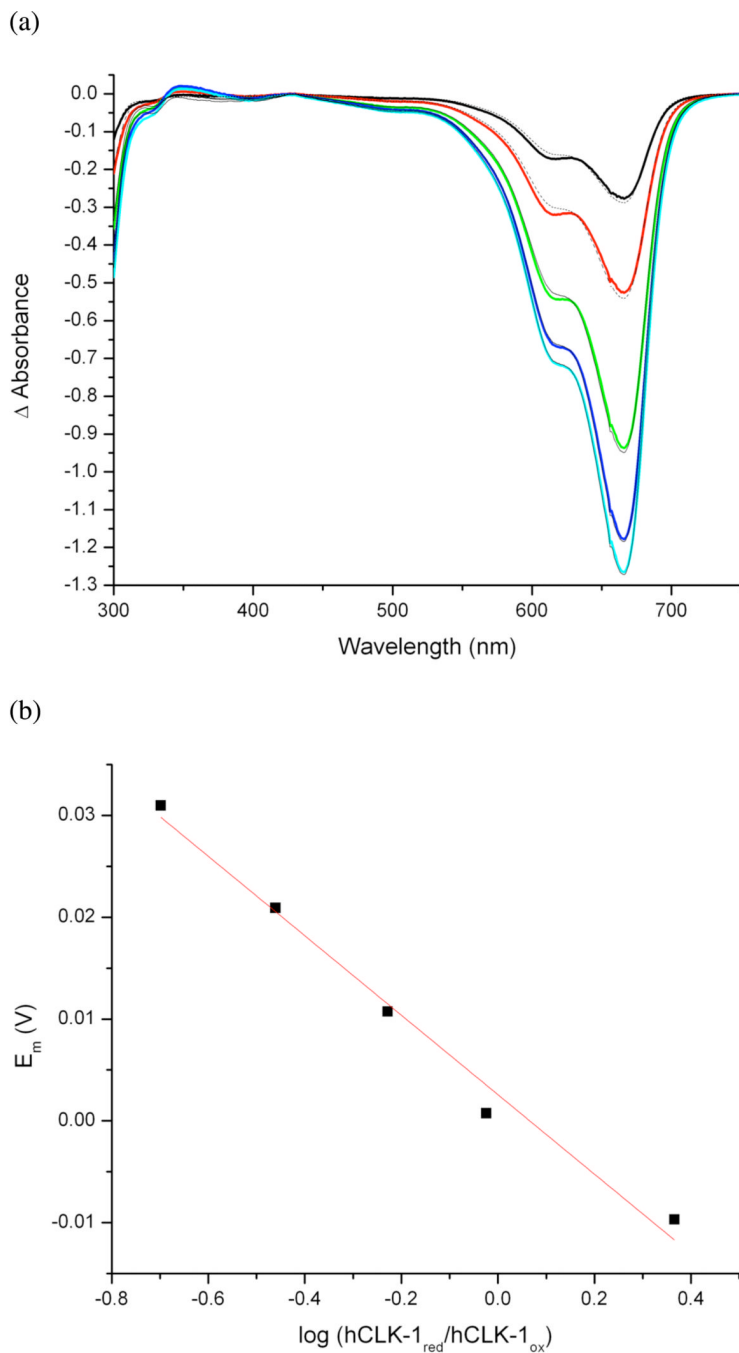 (a)
0.0
-0.1
-0.2
-0.3
-0.4
-0.5
-0.6
-0.7
-0.8
-0.9
-1.0
-1.1
-1.2
-1.3
Δ Absorbance
300 400 500 600 700
Wavelength (nm)
(b)
0.03
0.02
0.01
0.00
-0.01
Em (V)
-0.8 -0.6 -0.4 -0.2 0.0 0.2 0.4
log (hCLK-1red/hCLK-1ox)